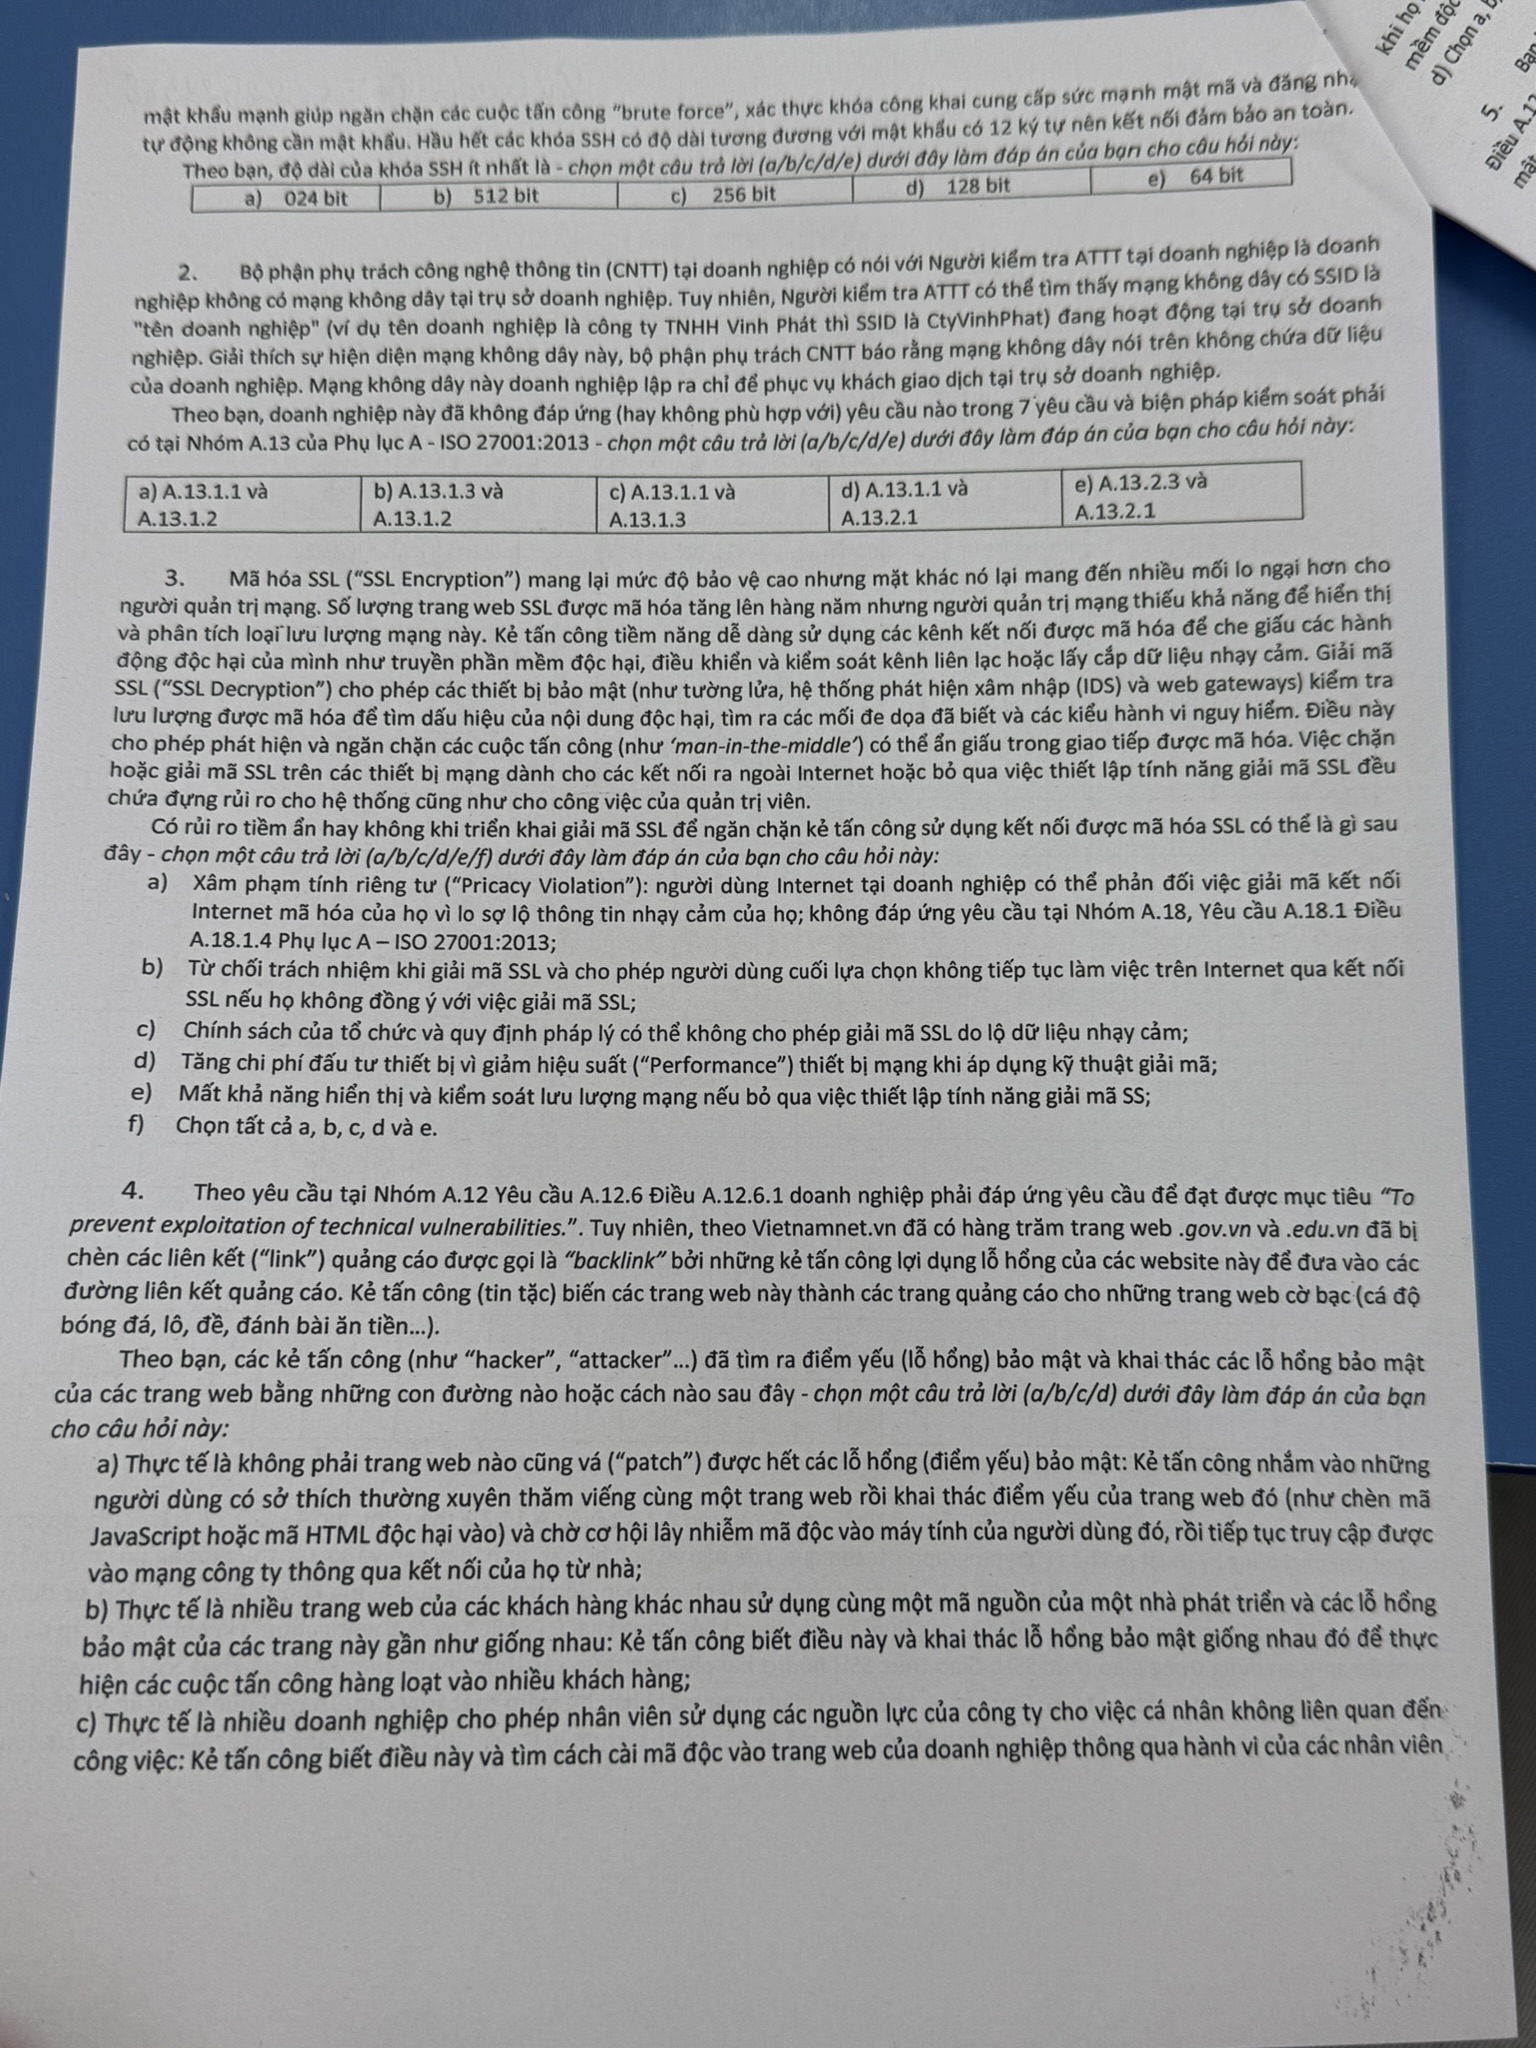 mật khẩu mạnh giúp ngăn chặn các cuộc tấn công "brute force", xác thực khóa công khai cung cấp sức mạnh mật mã và đăng
tự động không cần mật khẩu. Hầu hết các khóa SSH có độ dài tương đương với mật khẩu có 12 ký tự nên kết nối đảm bảo an toàn.
Theo bạn, độ dài của khóa SSH ít nhất là - chọn một câu trả lời (a/b/c/d/e) dưới đây làm đáp án của bạn cho câu hỏi này:
a) 024 bit b) 512 bit c) 256 bit d) 128 bit e) 64 bit
2. Bộ phận phụ trách công nghệ thông tin (CNTT) tại doanh nghiệp có nói với Người kiểm tra ATTT tại doanh nghiệp là doanh
nghiệp không có mạng không dây tại trụ sở doanh nghiệp. Tuy nhiên, Người kiểm tra ATTT có thể tìm thấy mạng không dây có SSID là
"tên doanh nghiệp" (ví dụ tên doanh nghiệp là công ty TNHH Vinh Phát thì SSID là CtyVinhPhat) đang hoạt động tại trụ sở doanh
nghiệp. Giải thích sự hiện diện mạng không dây này, bộ phận phụ trách CNTT báo rằng mạng không dây nói trên không chứa dữ liệu
của doanh nghiệp. Mạng không dây này doanh nghiệp lập ra chỉ để phục vụ khách giao dịch tại trụ sở doanh nghiệp.
Theo bạn, doanh nghiệp này đã không đáp ứng (hay không phù hợp với) yêu cầu nào trong 7 yêu cầu và biện pháp kiểm soát phải
có tại Nhóm A.13 của Phụ lục A - ISO 27001:2013 - chọn một câu trả lời (a/b/c/d/e) dưới đây làm đáp án của bạn cho câu hỏi này:
a) A.13.1.1 và b) A.13.1.3 và c) A.13.1.1 và d) A.13.1.1 và e) A.13.2.3 và
A.13.1.2 A.13.1.2 A.13.1.3 A.13.2.1 A.13.2.1
3. Mã hóa SSL ("SSL Encryption") mang lại mức độ bảo vệ cao nhưng mặt khác nó lại mang đến nhiều mối lo ngại hơn cho
người quản trị mạng. Số lượng trang web SSL được mã hóa tăng lên hàng năm nhưng người quản trị mạng thiếu khả năng để hiển thị
và phân tích loại lưu lượng mạng này. Kẻ tấn công tiềm năng dễ dàng sử dụng các kênh kết nối được mã hóa để che giấu các hành
động độc hại của mình như truyền phần mềm độc hại, điều khiển và kiểm soát kênh liên lạc hoặc lấy cắp dữ liệu nhạy cảm. Giải mã
SSL ("SSL Decryption") cho phép các thiết bị bảo mật (như tường lửa, hệ thống phát hiện xâm nhập (IDS) và web gateways) kiểm tra
lưu lượng được mã hóa để tìm dấu hiệu của nội dung độc hại, tìm ra các mối đe dọa đã biết và các kiểu hành vi nguy hiểm. Điều này
cho phép phát hiện và ngăn chặn các cuộc tấn công (như 'man-in-the-middle') có thể ẩn giấu trong giao tiếp được mã hóa. Việc chặn
hoặc giải mã SSL trên các thiết bị mạng dành cho các kết nối ra ngoài Internet hoặc bỏ qua việc thiết lập tính năng giải mã SSL đều
chứa đựng rủi ro cho hệ thống cũng như cho công việc của quản trị viên.
Có rủi ro tiềm ẩn hay không khi triển khai giải mã SSL để ngăn chặn kẻ tấn công sử dụng kết nối được mã hóa SSL có thể là gì sau
đây - chọn một câu trả lời (a/b/c/d/e/f) dưới đây làm đáp án của bạn cho câu hỏi này:
a) Xâm phạm tính riêng tư ("Pricacy Violation"): người dùng Internet tại doanh nghiệp có thể phản đối việc giải mã kết nối
Internet mã hóa của họ vì lo sợ lộ thông tin nhạy cảm của họ; không đáp ứng yêu cầu tại Nhóm A.18, Yêu cầu A.18.1 Điều
A.18.1.4 Phụ lục A – ISO 27001:2013;
b) Từ chối trách nhiệm khi giải mã SSL và cho phép người dùng cuối lựa chọn không tiếp tục làm việc trên Internet qua kết nối
SSL nếu họ không đồng ý với việc giải mã SSL;
c) Chính sách của tổ chức và quy định pháp lý có thể không cho phép giải mã SSL do lộ dữ liệu nhạy cảm;
d) Tăng chi phí đấu tư thiết bị vì giảm hiệu suất ("Performance") thiết bị mạng khi áp dụng kỹ thuật giải mã;
e) Mất khả năng hiển thị và kiểm soát lưu lượng mạng nếu bỏ qua việc thiết lập tính năng giải mã SS;
f) Chọn tất cả a, b, c, d và e.
4. Theo yêu cầu tại Nhóm A.12 Yêu cầu A.12.6 Điều A.12.6.1 doanh nghiệp phải đáp ứng yêu cầu để đạt được mục tiêu "To
prevent exploitation of technical vulnerabilities.". Tuy nhiên, theo Vietnamnet.vn đã có hàng trăm trang web .gov.vn và .edu.vn đã bị
chèn các liên kết ("link") quảng cáo được gọi là "backlink" bởi những kẻ tấn công lợi dụng lỗ hổng của các website này để đưa vào các
đường liên kết quảng cáo. Kẻ tấn công (tin tặc) biến các trang web này thành các trang quảng cáo cho những trang web cờ bạc (cá độ
bóng đá, lô, đề, đánh bài ăn tiền...).
Theo bạn, các kẻ tấn công (như "hacker", "attacker"...) đã tìm ra điểm yếu (lỗ hổng) bảo mật và khai thác các lỗ hổng bảo mật
của các trang web bằng những con đường nào hoặc cách nào sau đây - chọn một câu trả lời (a/b/c/d) dưới đây làm đáp án của bạn
cho câu hỏi này:
a) Thực tế là không phải trang web nào cũng vá ("patch") được hết các lỗ hổng (điểm yếu) bảo mật: Kẻ tấn công nhắm vào những
người dùng có sở thích thường xuyên thăm viếng cùng một trang web rồi khai thác điểm yếu của trang web đó (như chèn mã
JavaScript hoặc mã HTML độc hại vào) và chờ cơ hội lây nhiễm mã độc vào máy tính của người dùng đó, rồi tiếp tục truy cập được
vào mạng công ty thông qua kết nối của họ từ nhà;
b) Thực tế là nhiều trang web của các khách hàng khác nhau sử dụng cùng một mã nguồn của một nhà phát triển và các lỗ hổng
bảo mật của các trang này gần như giống nhau: Kẻ tấn công biết điều này và khai thác lỗ hổng bảo mật giống nhau đó để thực
hiện các cuộc tấn công hàng loạt vào nhiều khách hàng;
c) Thực tế là nhiều doanh nghiệp cho phép nhân viên sử dụng các nguồn lực của công ty cho việc cá nhân không liên quan đến
công việc: Kẻ tấn công biết điều này và tìm cách cài mã độc vào trang web của doanh nghiệp thông qua hành vi của các nhân viên
khi họ
mềm độc
d) Chọn a, b,
5.
Điều A.12